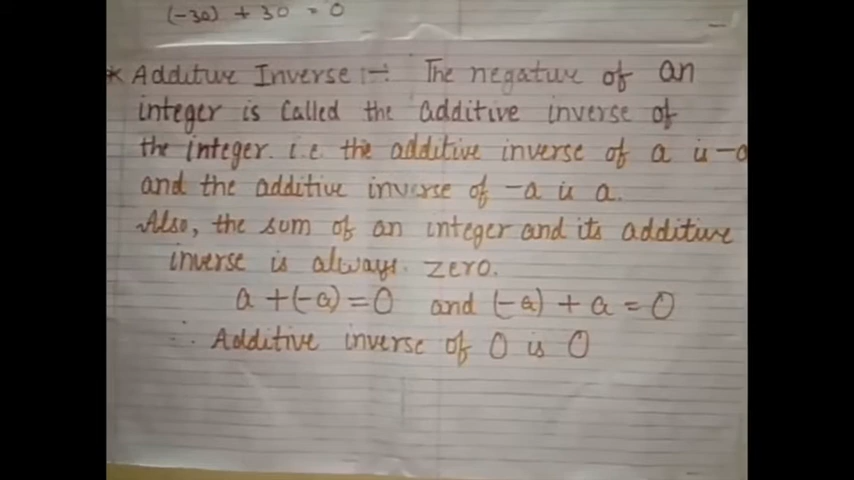 (-30) + 30 = 0
* Additive Inverse :-: The negative of an
integer is called the additive inverse of
the integer. i.e. the additive inverse of a is -a
and the additive inverse of -a is a.
Also, the sum of an integer and its additive
inverse is always. zero.
a + (-a) = 0 and (-a) + a = 0
∴ Additive inverse of 0 is 0